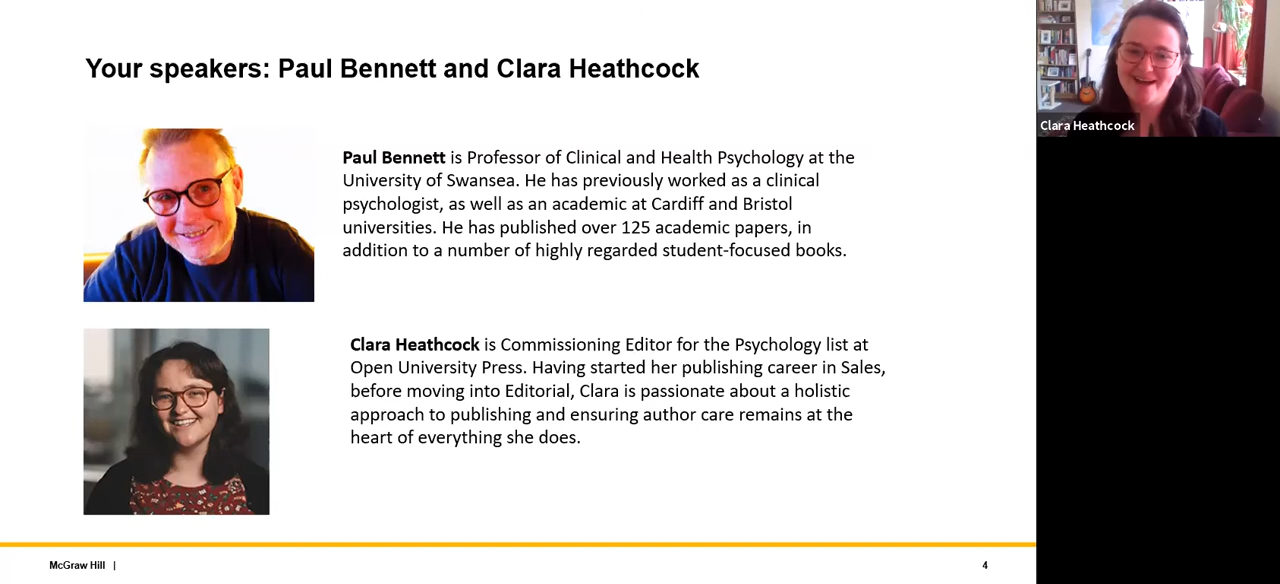 Your speakers: Paul Bennett and Clara Heathcock
Paul Bennett is Professor of Clinical and Health Psychology at the
University of Swansea. He has previously worked as a clinical
psychologist, as well as an academic at Cardiff and Bristol
universities. He has published over 125 academic papers, in
addition to a number of highly regarded student-focused books.
Clara Heathcock is Commissioning Editor for the Psychology list at
Open University Press. Having started her publishing career in Sales,
before moving into Editorial, Clara is passionate about a holistic
approach to publishing and ensuring author care remains at the
heart of everything she does.
McGraw Hill |
4
Clara Heathcock